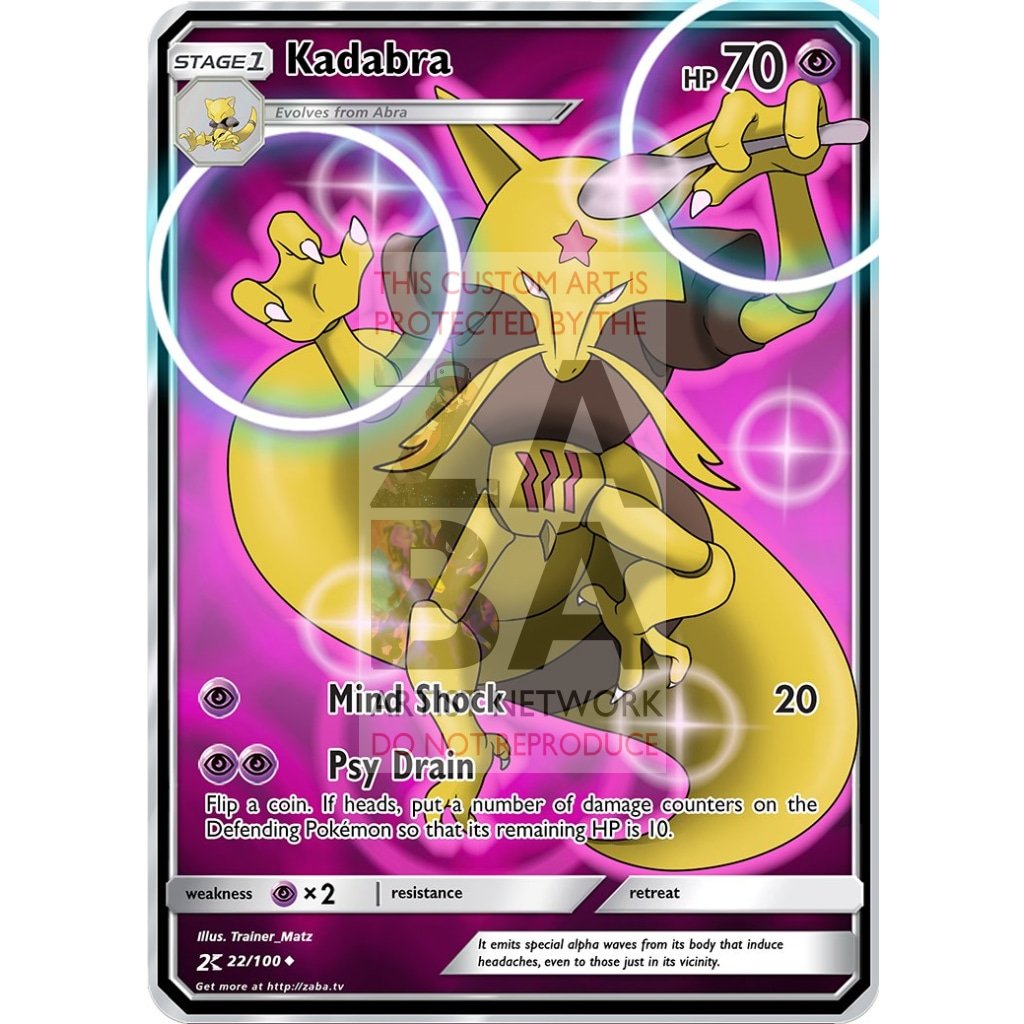 STAGE 1 Kadabra HP 70
Evolves from Abra
THIS CUSTOM ART IS
PROTECTED BY THE
ZA
BA
Mind Shock 20
ARTIST NETWORK
DO NOT REPRODUCE
Psy Drain
Flip a coin. If heads, put a number of damage counters on the
Defending Pokémon so that its remaining HP is 10.
weakness ×2 resistance retreat
Illus. Trainer_Matz
2K 22/100
Get more at http://zaba.tv
It emits special alpha waves from its body that induce
headaches, even to those just in its vicinity.